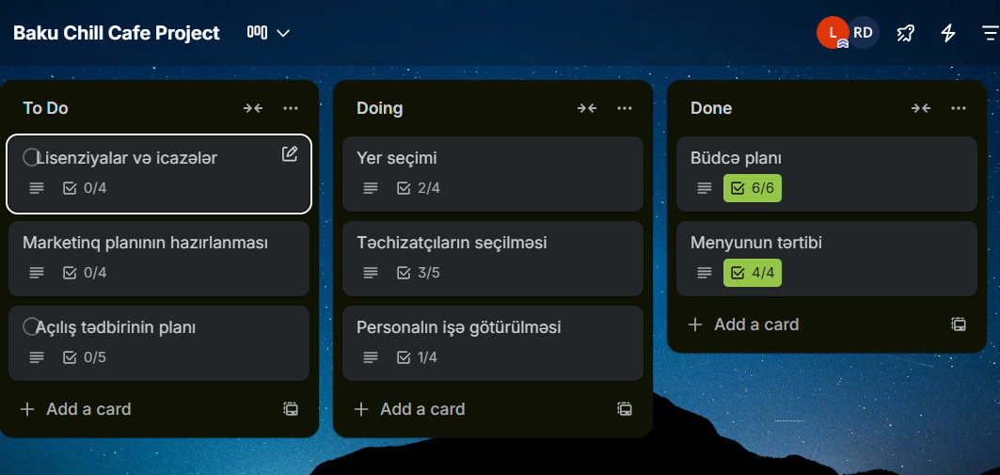 Baku Chill Cafe Project
L RD
To Do
Lisenziyalar və icazələr
0/4
Marketinq planının hazırlanması
0/4
Açılış tədbirinin planı
0/5
+ Add a card
Doing
Yer seçimi
2/4
Təchizatçıların seçilməsi
3/5
Personalın işə götürülməsi
1/4
+ Add a card
Done
Büdcə planı
6/6
Menyunun tərtibi
4/4
+ Add a card